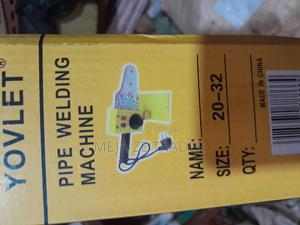 YOVLET
PIPE WELDING
MACHINE
NAME:
SIZE: 20-32
QTY:
MADE IN CHINA